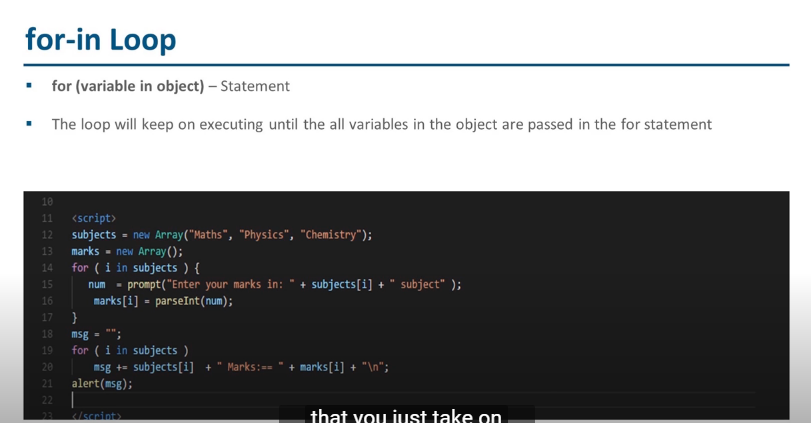 for-in Loop
▪ for (variable in object) – Statement
▪ The loop will keep on executing until the all variables in the object are passed in the for statement
10
11 <script>
12 subjects = new Array("Maths", "Physics", "Chemistry");
13 marks = new Array();
14 for ( i in subjects ) {
15 num = prompt("Enter your marks in: " + subjects[i] + " subject" );
16 marks[i] = parseInt(num);
17 }
18 msg = "";
19 for ( i in subjects )
20 msg += subjects[i] + " Marks:== " + marks[i] + "\n";
21 alert(msg);
22
23 </script>
that you just take on